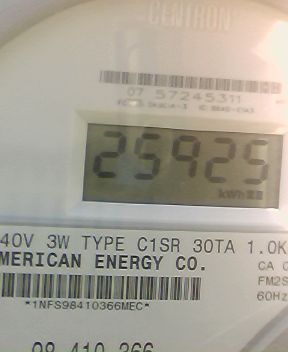 CENTRON
07 57245311
25925
kWh
40V 3W TYPE C1SR 30TA 1.0K
MERICAN ENERGY CO.
CA
FM2S
60Hz
*1NFS98410366MEC*
98 410 366